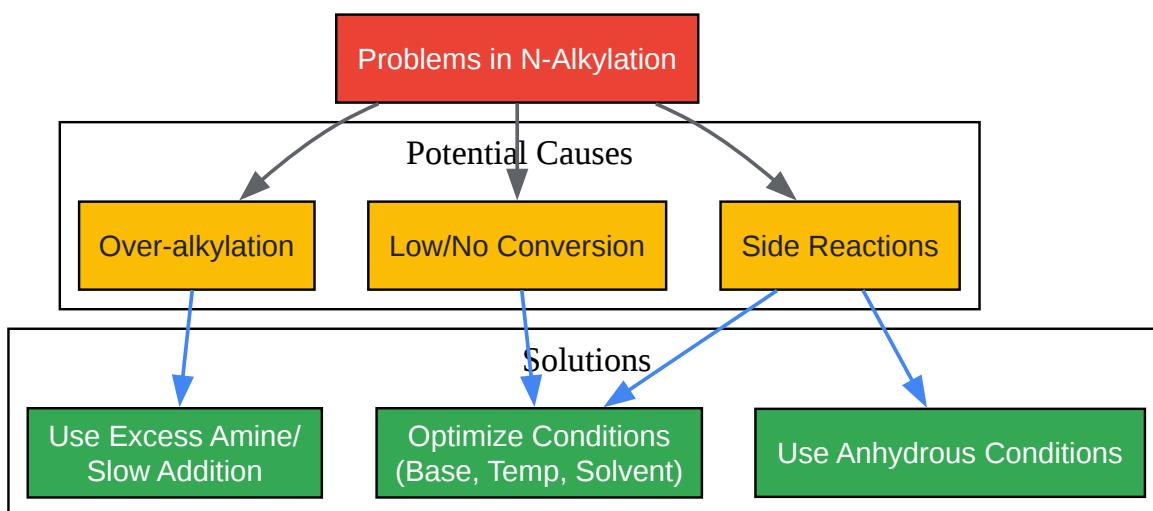 Problems in N-Alkylation
Potential Causes
Over-alkylation
Low/No Conversion
Side Reactions
Solutions
Use Excess Amine/
Slow Addition
Optimize Conditions
(Base, Temp, Solvent)
Use Anhydrous Conditions